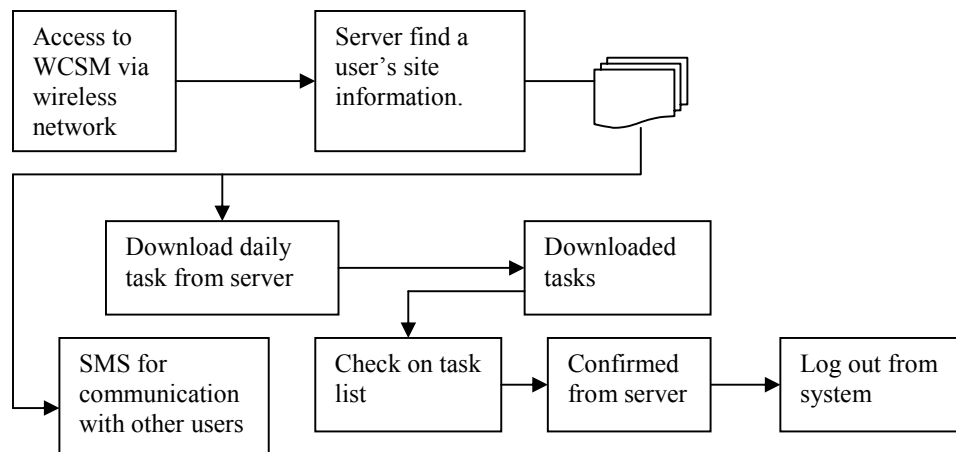 Access to
WCSM via
wireless
network
Server find a
user's site
information.
Download daily
task from server
Downloaded
tasks
SMS for
communication
with other users
Check on task
list
Confirmed
from server
Log out from
system